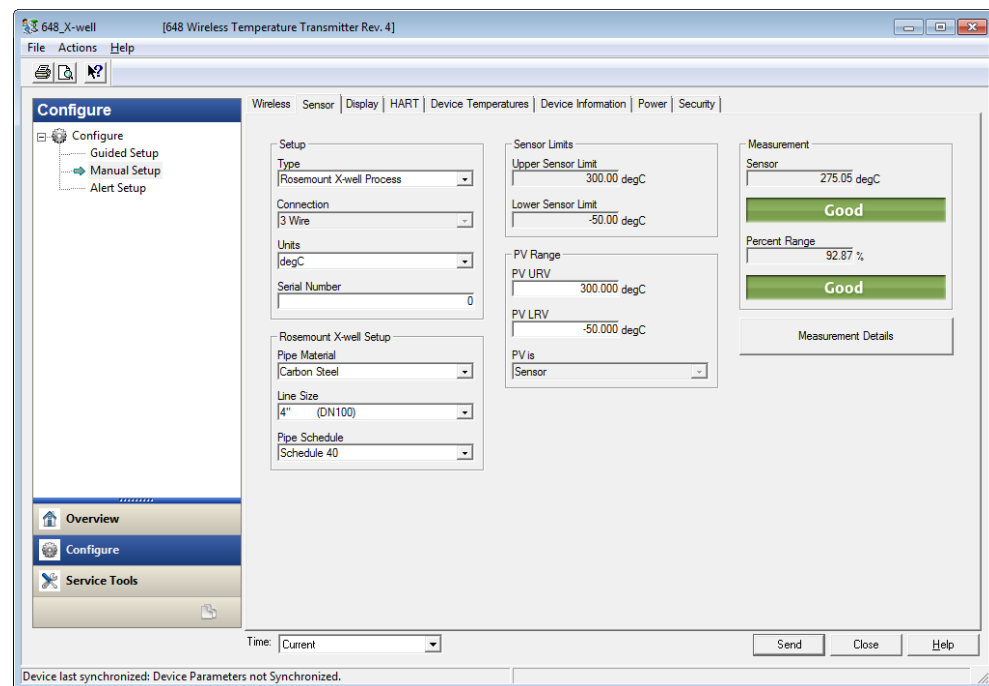 648_X-well [648 Wireless Temperature Transmitter Rev. 4]
File Actions Help
Configure
Configure
Guided Setup
Manual Setup
Alert Setup
Overview
Configure
Service Tools
Wireless Sensor Display HART Device Temperatures Device Information Power Security
Setup
Type
Rosemount X-well Process
Connection
3 Wire
Units
degC
Serial Number
0
Rosemount X-well Setup
Pipe Material
Carbon Steel
Line Size
4" (DN100)
Pipe Schedule
Schedule 40
Sensor Limits
Upper Sensor Limit
300.00 degC
Lower Sensor Limit
-50.00 degC
PV Range
PV URV
300.000 degC
PV LRV
-50.000 degC
PV is
Sensor
Measurement
Sensor
275.05 degC
Good
Percent Range
92.87 %
Good
Measurement Details
Time: Current
Send Close Help
Device last synchronized: Device Parameters not Synchronized.